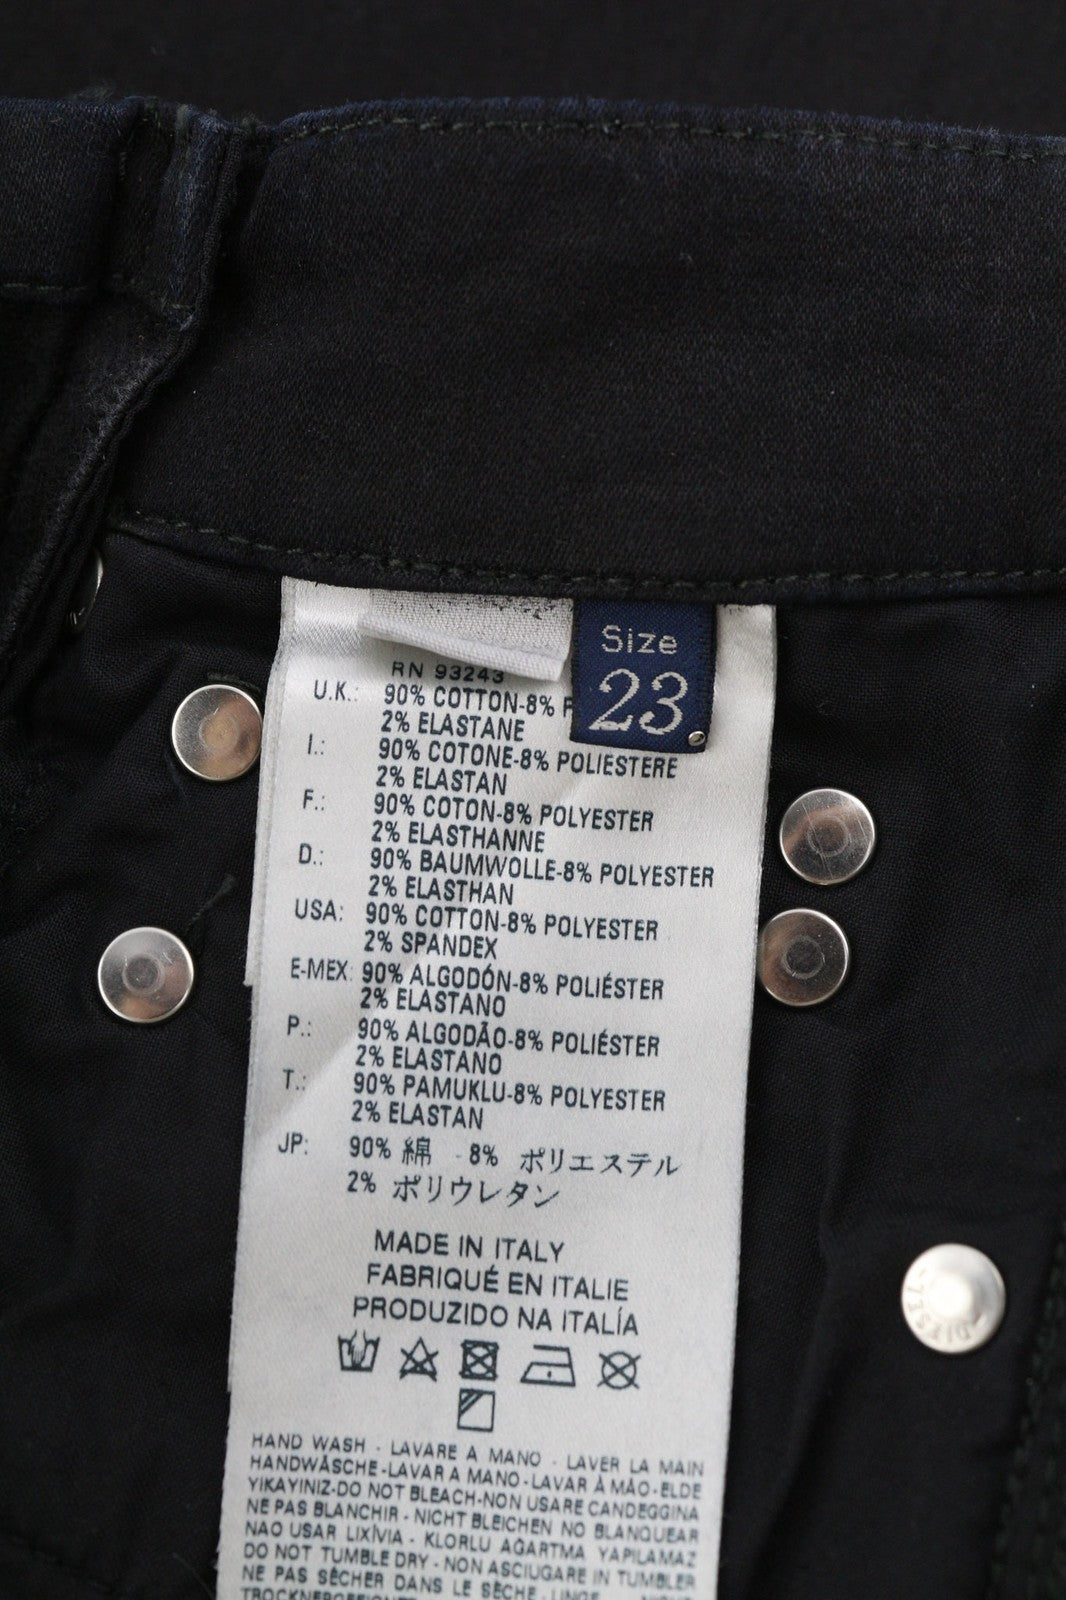 Size
23
RN 93243
U.K.: 90% COTTON-8% P
2% ELASTANE
I.: 90% COTONE-8% POLIESTERE
2% ELASTAN
F.: 90% COTON-8% POLYESTER
2% ELASTHANNE
D.: 90% BAUMWOLLE-8% POLYESTER
2% ELASTHAN
USA: 90% COTTON-8% POLYESTER
2% SPANDEX
E-MEX: 90% ALGODÓN-8% POLIÉSTER
2% ELASTANO
P.: 90% ALGODÃO-8% POLIÉSTER
2% ELASTANO
T.: 90% PAMUKLU-8% POLYESTER
2% ELASTAN
JP: 90% 綿 - 8% ポリエステル
2% ポリウレタン
MADE IN ITALY
FABRIQUÉ EN ITALIE
PRODUZIDO NA ITALÍA
HAND WASH - LAVARE A MANO - LAVER LA MAIN
HANDWÄSCHE-LAVAR A MANO-LAVAR À MÃO-ELDE
YIKAYINIZ-DO NOT BLEACH-NON USARE CANDEGGINA
NE PAS BLANCHIR - NICHT BLEICHEN NO BLANQUEAR
NAO USAR LIXÍVIA - KLORLU AĞARTMA YAPILAMAZ
DO NOT TUMBLE DRY - NON ASCIUGARE IN TUMBLER
NE PAS SÈCHER DANS LE SÈCHE-LINGE
DIESEL